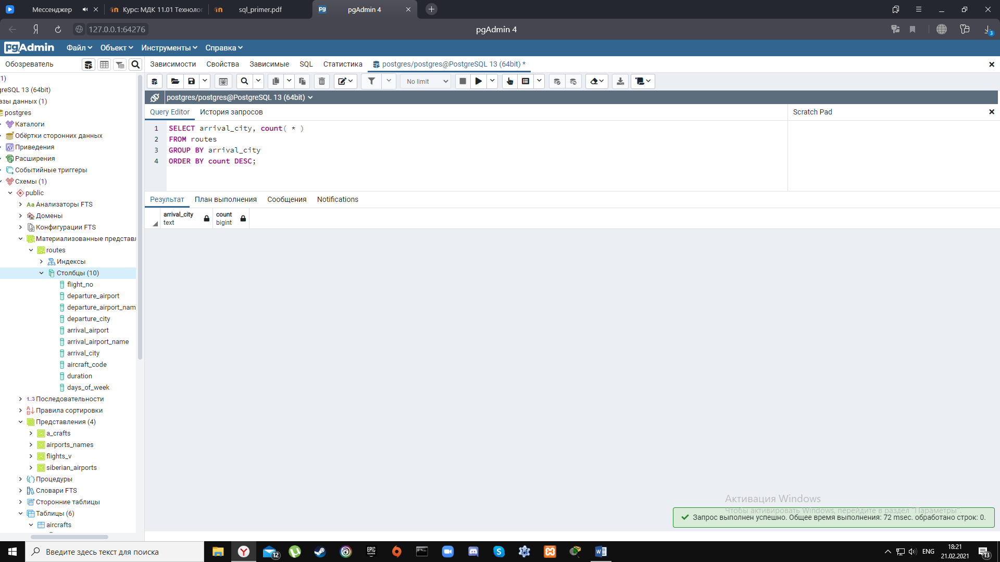 Мессенджер
Курс: МДК 11.01 Технолог
sql_primer.pdf
pgAdmin 4
127.0.0.1:64276
pgAdmin 4
3
pgAdmin
Файл
Объект
Инструменты
Справка
Обозреватель
Зависимости
Свойства
Зависимые
SQL
Статистика
postgres/postgres@PostgreSQL 13 (64bit) *
No limit
postgres/postgres@PostgreSQL 13 (64bit)
Query Editor
История запросов
Scratch Pad
1 SELECT arrival_city, count( * )
2 FROM routes
3 GROUP BY arrival_city
4 ORDER BY count DESC;
Результат
План выполнения
Сообщения
Notifications
arrival_city
text
count
bigint
1)
reSQL 13 (64bit)
азы данных (1)
postgres
Каталоги
Обёртки сторонних данных
Приведения
Расширения
Событийные триггеры
Схемы (1)
public
Aa Анализаторы FTS
Домены
Конфигурации FTS
Материализованные представл
routes
Индексы
Столбцы (10)
flight_no
departure_airport
departure_airport_nam
departure_city
arrival_airport
arrival_airport_name
arrival_city
aircraft_code
duration
days_of_week
1..3 Последовательности
Правила сортировки
Представления (4)
a_crafts
airports_names
flights_v
siberian_airports
Процедуры
Словари FTS
Сторонние таблицы
Таблицы (6)
aircrafts
Активация Windows
Чтобы активировать Windows, перейдите в раздел "Параметры".
Запрос выполнен успешно. Общее время выполнения: 72 msec. обработано строк: 0.
Введите здесь текст для поиска
12
EPIC GAMES
ENG
18:21
21.02.2021
13